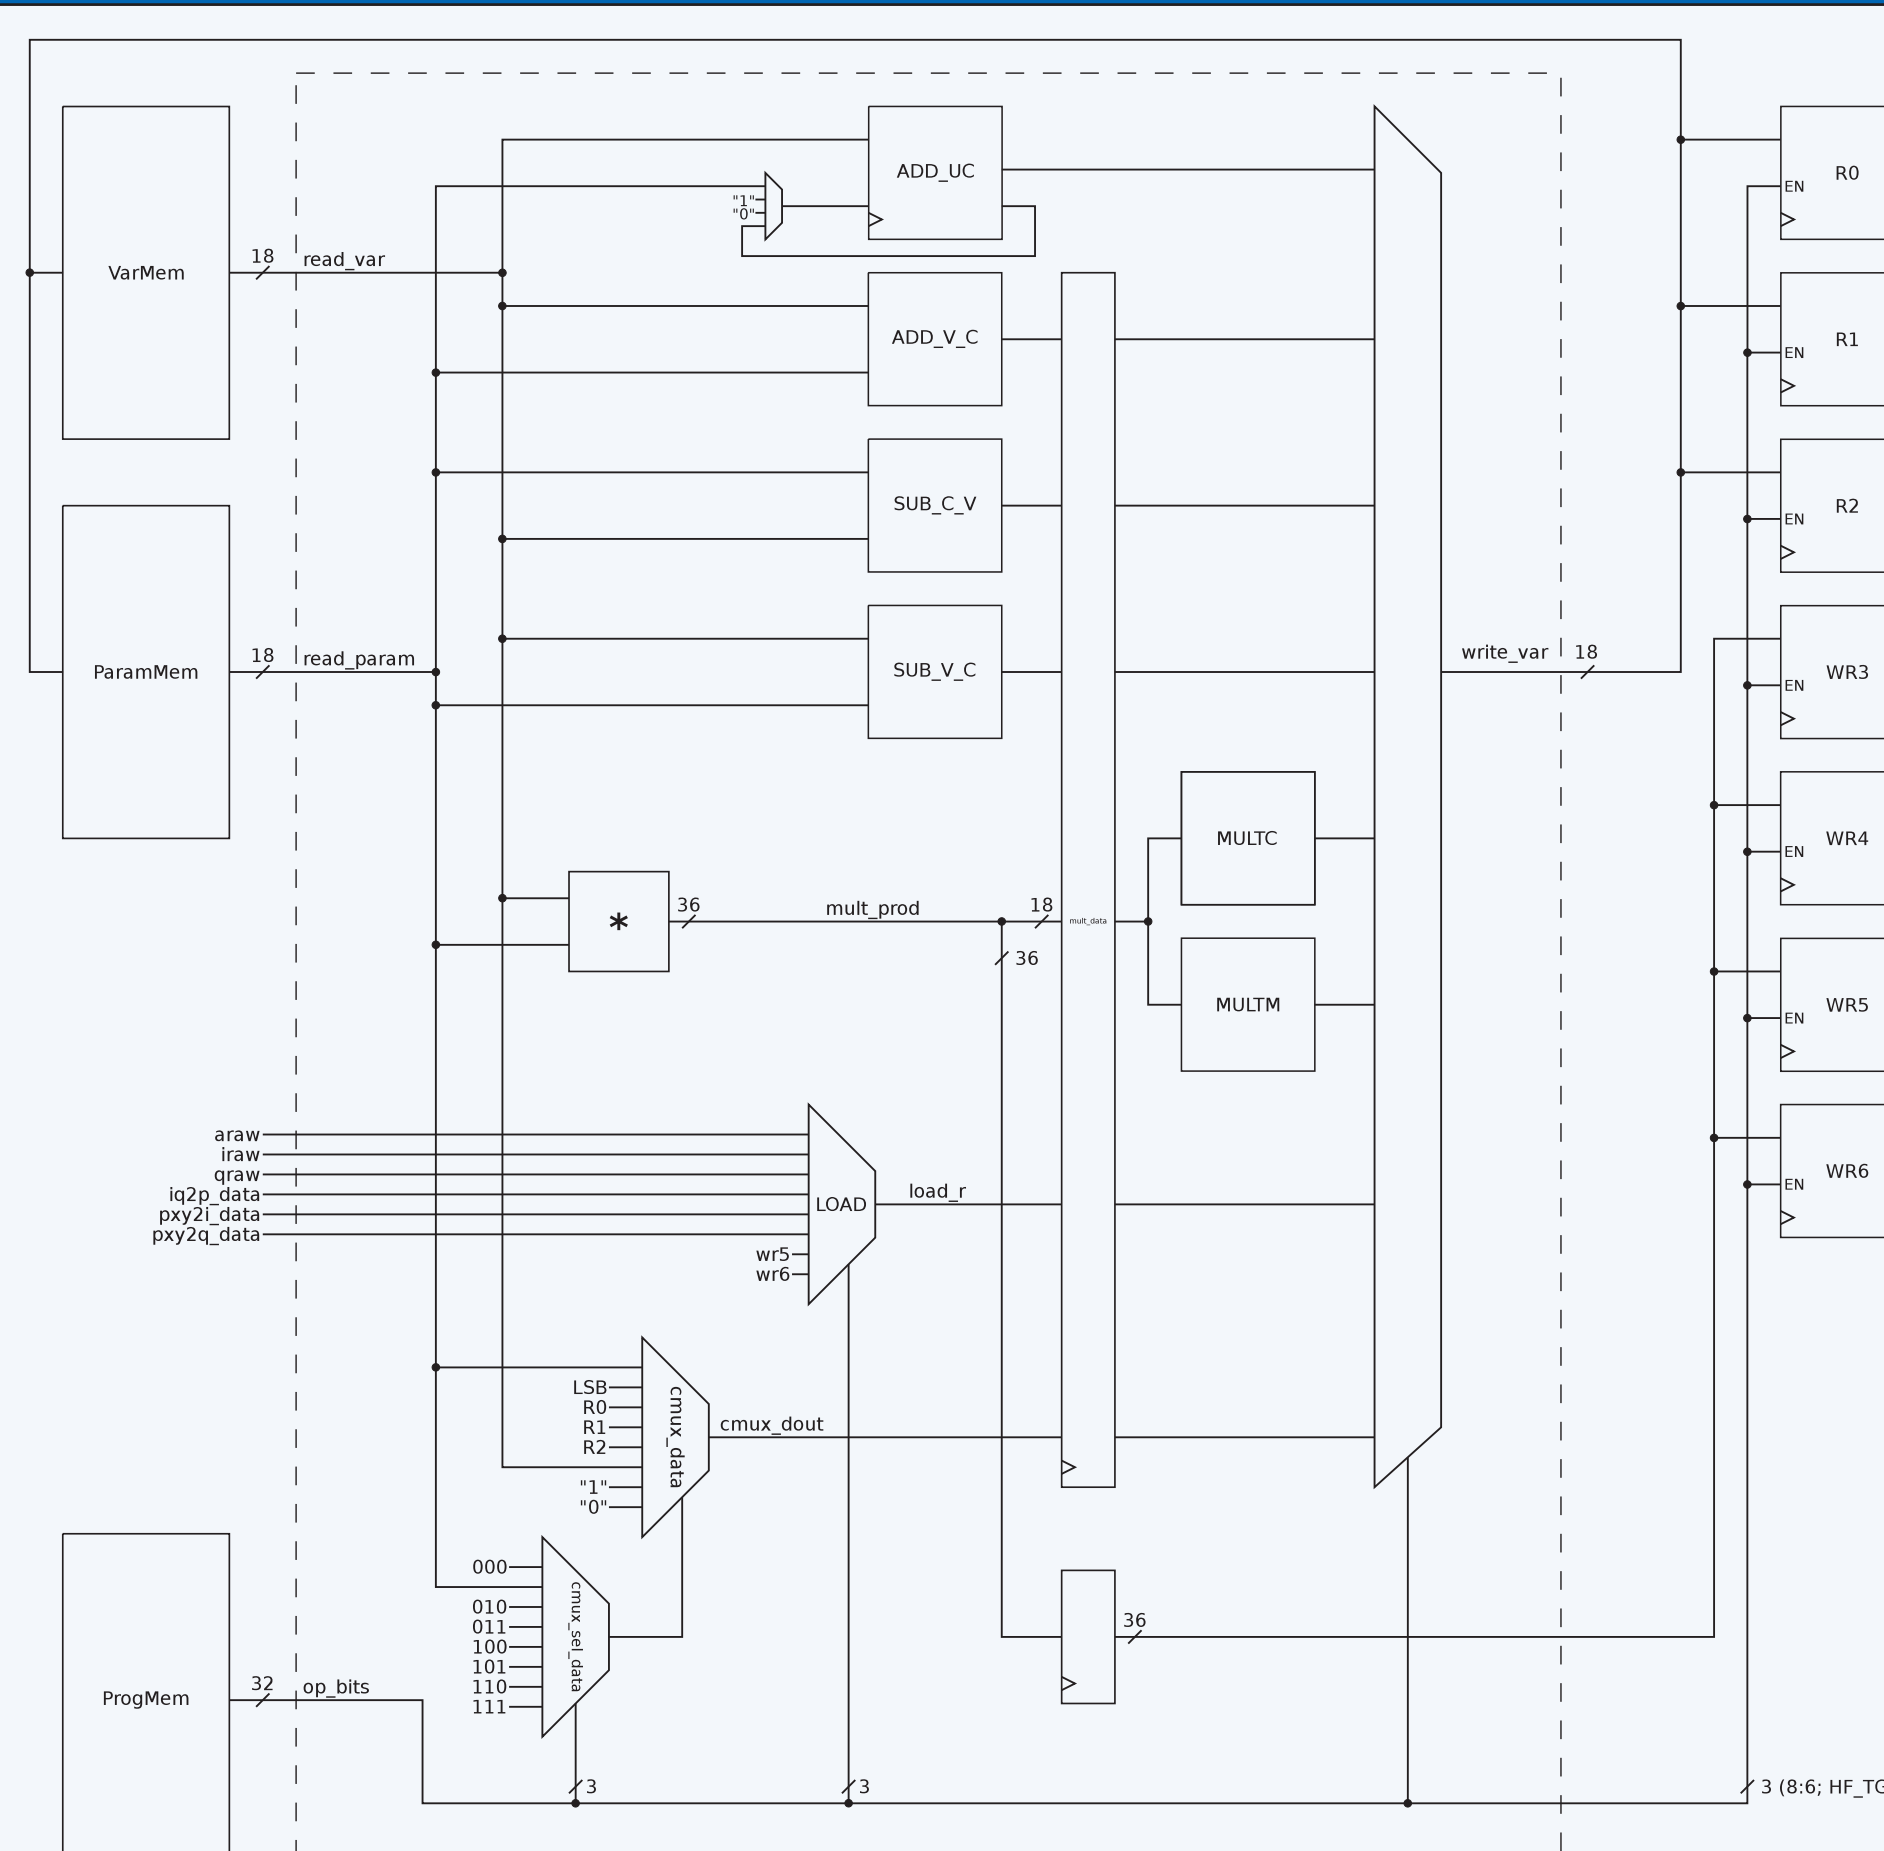 ADD_UC
"1"
"0"
R0
EN
VarMem
18
read_var
ADD_V_C
R1
EN
SUB_C_V
R2
EN
ParamMem
18
read_param
SUB_V_C
write_var
18
WR3
EN
MULTC
WR4
EN
*
36
mult_prod
18
mult_data
36
MULTM
WR5
EN
araw
iraw
qraw
iq2p_data
pxy2i_data
pxy2q_data
wr5
wr6
LOAD
load_r
WR6
EN
LSB
R0
R1
R2
"1"
"0"
cmux_data
cmux_dout
000
010
011
100
101
110
111
cmux_sel_data
36
ProgMem
32
op_bits
3
3
3 (8:6; HF_TG